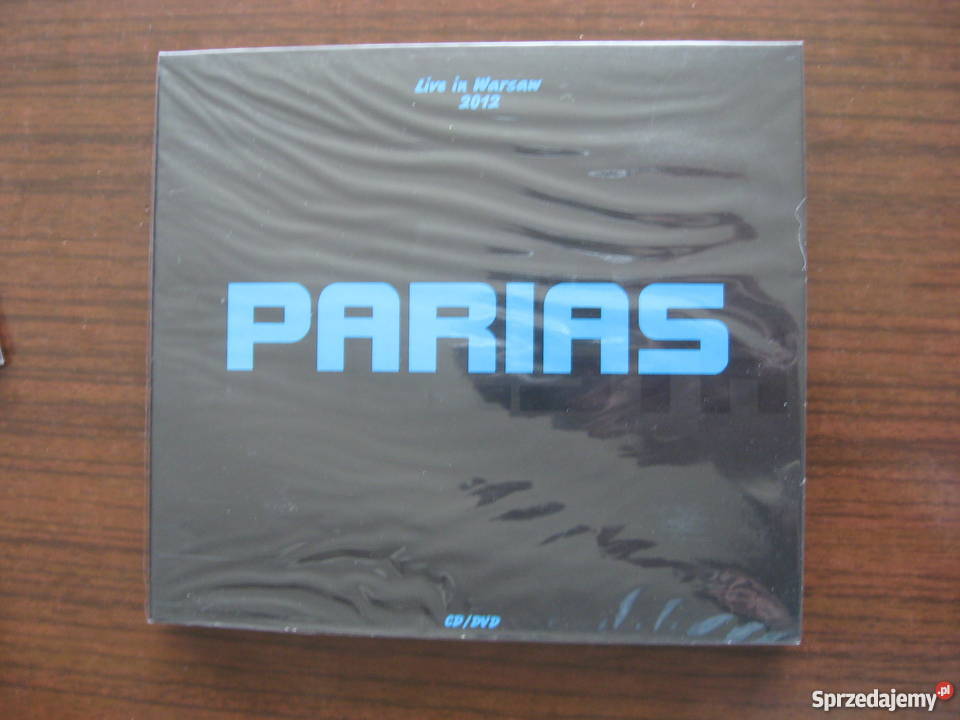 Live in Warsaw
2012
PARIAS
CD/DVD
Sprzedajemy.pl